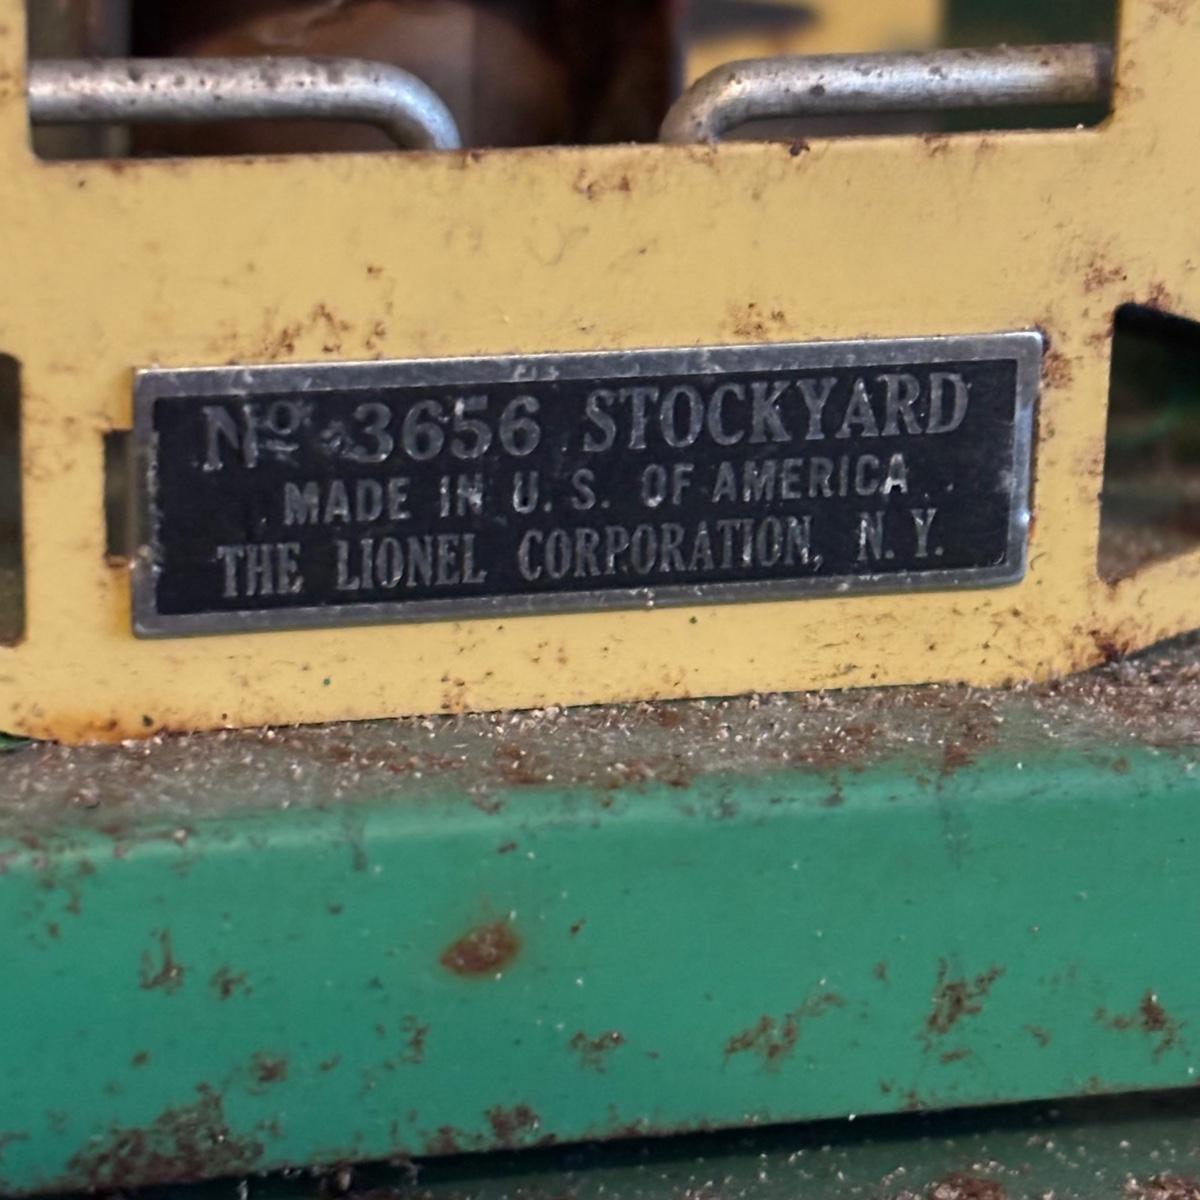 No. 3656 STOCKYARD
MADE IN U. S. OF AMERICA
THE LIONEL CORPORATION, N. Y.